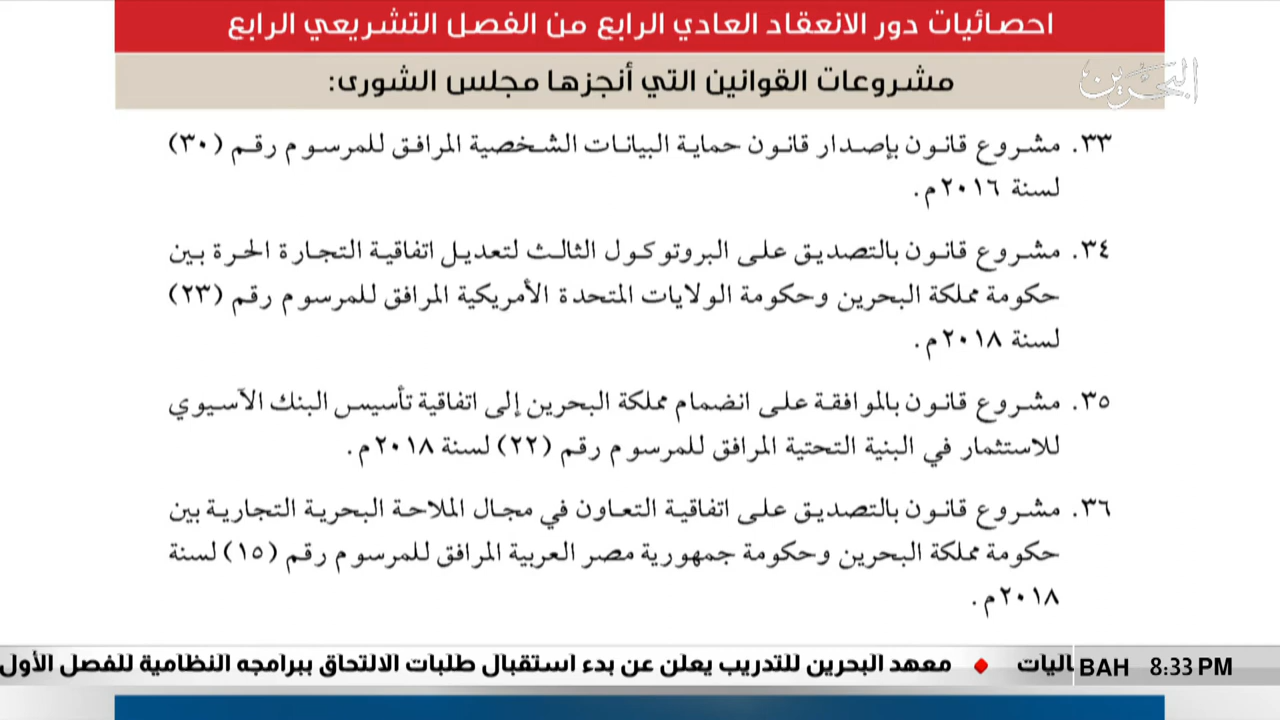 احصائيات دور الانعقاد العادي الرابع من الفصل التشريعي الرابع
مشروعات القوانين التي أنجزها مجلس الشورى:
البحرين
٣٣. مشروع قانون بإصدار قانون حماية البيانات الشخصية المرافق للمرسوم رقم (٣٠)
لسنة ٢٠١٦م.
٣٤. مشروع قانون بالتصديق على البروتوكول الثالث لتعديل اتفاقية التجارة الحرة بين
حكومة مملكة البحرين وحكومة الولايات المتحدة الأمريكية المرافق للمرسوم رقم (٢٣)
لسنة ٢٠١٨م.
٣٥. مشروع قانون بالموافقة على انضمام مملكة البحرين إلى اتفاقية تأسيس البنك الآسيوي
للاستثمار في البنية التحتية المرافق للمرسوم رقم (٢٢) لسنة ٢٠١٨م.
٣٦. مشروع قانون بالتصديق على اتفاقية التعاون في مجال الملاحة البحرية التجارية بين
حكومة مملكة البحرين وحكومة جمهورية مصر العربية المرافق للمرسوم رقم (١٥) لسنة
٢٠١٨م.
معهد البحرين للتدريب يعلن عن بدء استقبال طلبات الالتحاق ببرامجه النظامية للفصل الأول
BAH 8:33 PM